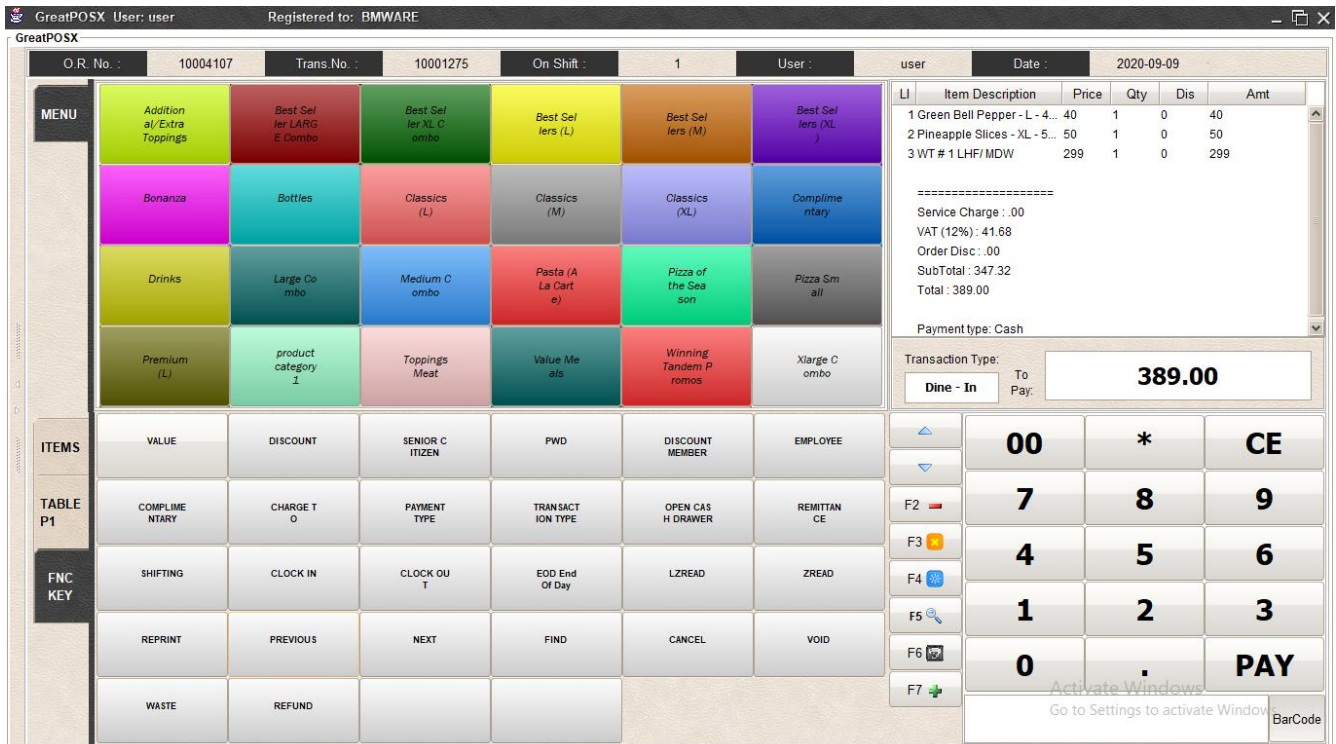 GreatPOSX User: user Registered to: BMWARE
GreatPOSX
O.R. No. : 10004107 Trans.No. : 10001275 On Shift : 1 User : user Date : 2020-09-09
MENU
Addition
al/Extra
Toppings
Best Sel
ler LARG
E Combo
Best Sel
ler XL C
ombo
Best Sel
lers (L)
Best Sel
lers (M)
Best Sel
lers (XL
)
Bonanza
Bottles
Classics
(L)
Classics
(M)
Classics
(XL)
Complime
ntary
Drinks
Large Co
mbo
Medium C
ombo
Pasta (A
La Cart
e)
Pizza of
the Sea
son
Pizza Sm
all
Premium
(L)
product
category
1
Toppings
Meat
Value Me
als
Winning
Tandem P
romos
Xlarge C
ombo
LI Item Description Price Qty Dis Amt
1 Green Bell Pepper - L - 4... 40 1 0 40
2 Pineapple Slices - XL - 5... 50 1 0 50
3 WT # 1 LHF/ MDW 299 1 0 299
====================
Service Charge : .00
VAT (12%) : 41.68
Order Disc : .00
SubTotal : 347.32
Total : 389.00
Payment type: Cash
Transaction Type:
Dine - In
To
Pay:
389.00
ITEMS
TABLE
P1
FNC
KEY
VALUE
DISCOUNT
SENIOR C
ITIZEN
PWD
DISCOUNT
MEMBER
EMPLOYEE
COMPLIME
NTARY
CHARGE T
O
PAYMENT
TYPE
TRANSACT
ION TYPE
OPEN CAS
H DRAWER
REMITTAN
CE
SHIFTING
CLOCK IN
CLOCK OU
T
EOD End
Of Day
LZREAD
ZREAD
REPRINT
PREVIOUS
NEXT
FIND
CANCEL
VOID
WASTE
REFUND
F2
F3
F4
F5
F6
F7
00 * CE
7 8 9
4 5 6
1 2 3
0 . PAY
Activate Windows
Go to Settings to activate Windows.
BarCode